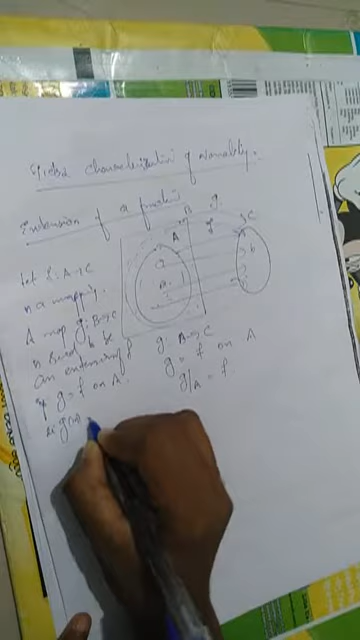 characterization of Normality.
Extension of a function
Let f: A → C
is a mapping.
A map g: B → C
is said to be
an extension of f
if g = f on A.
ie g(x)
B g
A f C
a b
g: B → C
g = f on A
g/A = f.